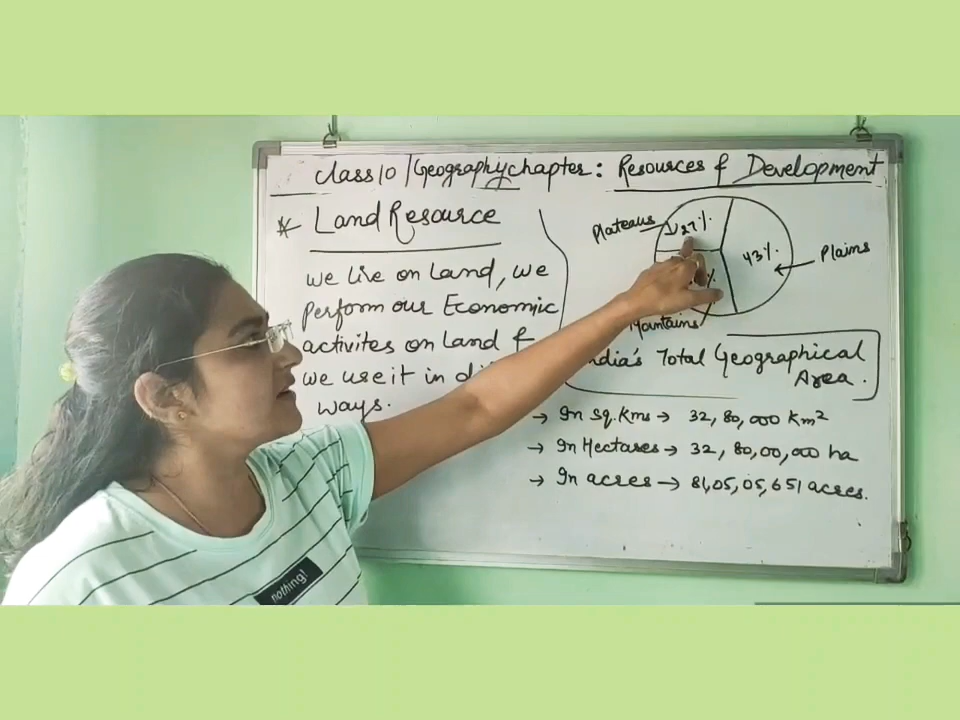 Class 10 / Geography chapter : Resources & Development
* Land Resource
we live on land, we
perform our Economic
activites on land &
we use it in
ways.
Plateaus
27%.
43%.
Plains
%
Mountains
India's Total Geographical
Area.
→ In sq.kms → 32, 80,000 km²
→ In Hectares → 32, 80,00,000 ha
→ In acres → 81,05,05,651 acres.
nothing!